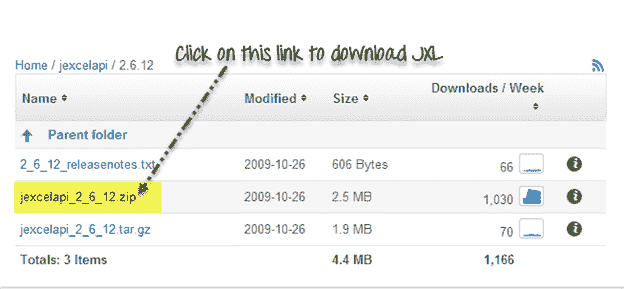 Click on this link to download JXL
Home / jexcelapi / 2.6.12
Name Modified Size Downloads / Week
Parent folder
2_6_12_releasenotes.txt 2009-10-26 606 Bytes 66
jexcelapi_2_6_12.zip 2009-10-26 2.5 MB 1,030
jexcelapi_2_6_12.tar.gz 2009-10-26 1.9 MB 70
Totals: 3 Items 4.4 MB 1,166